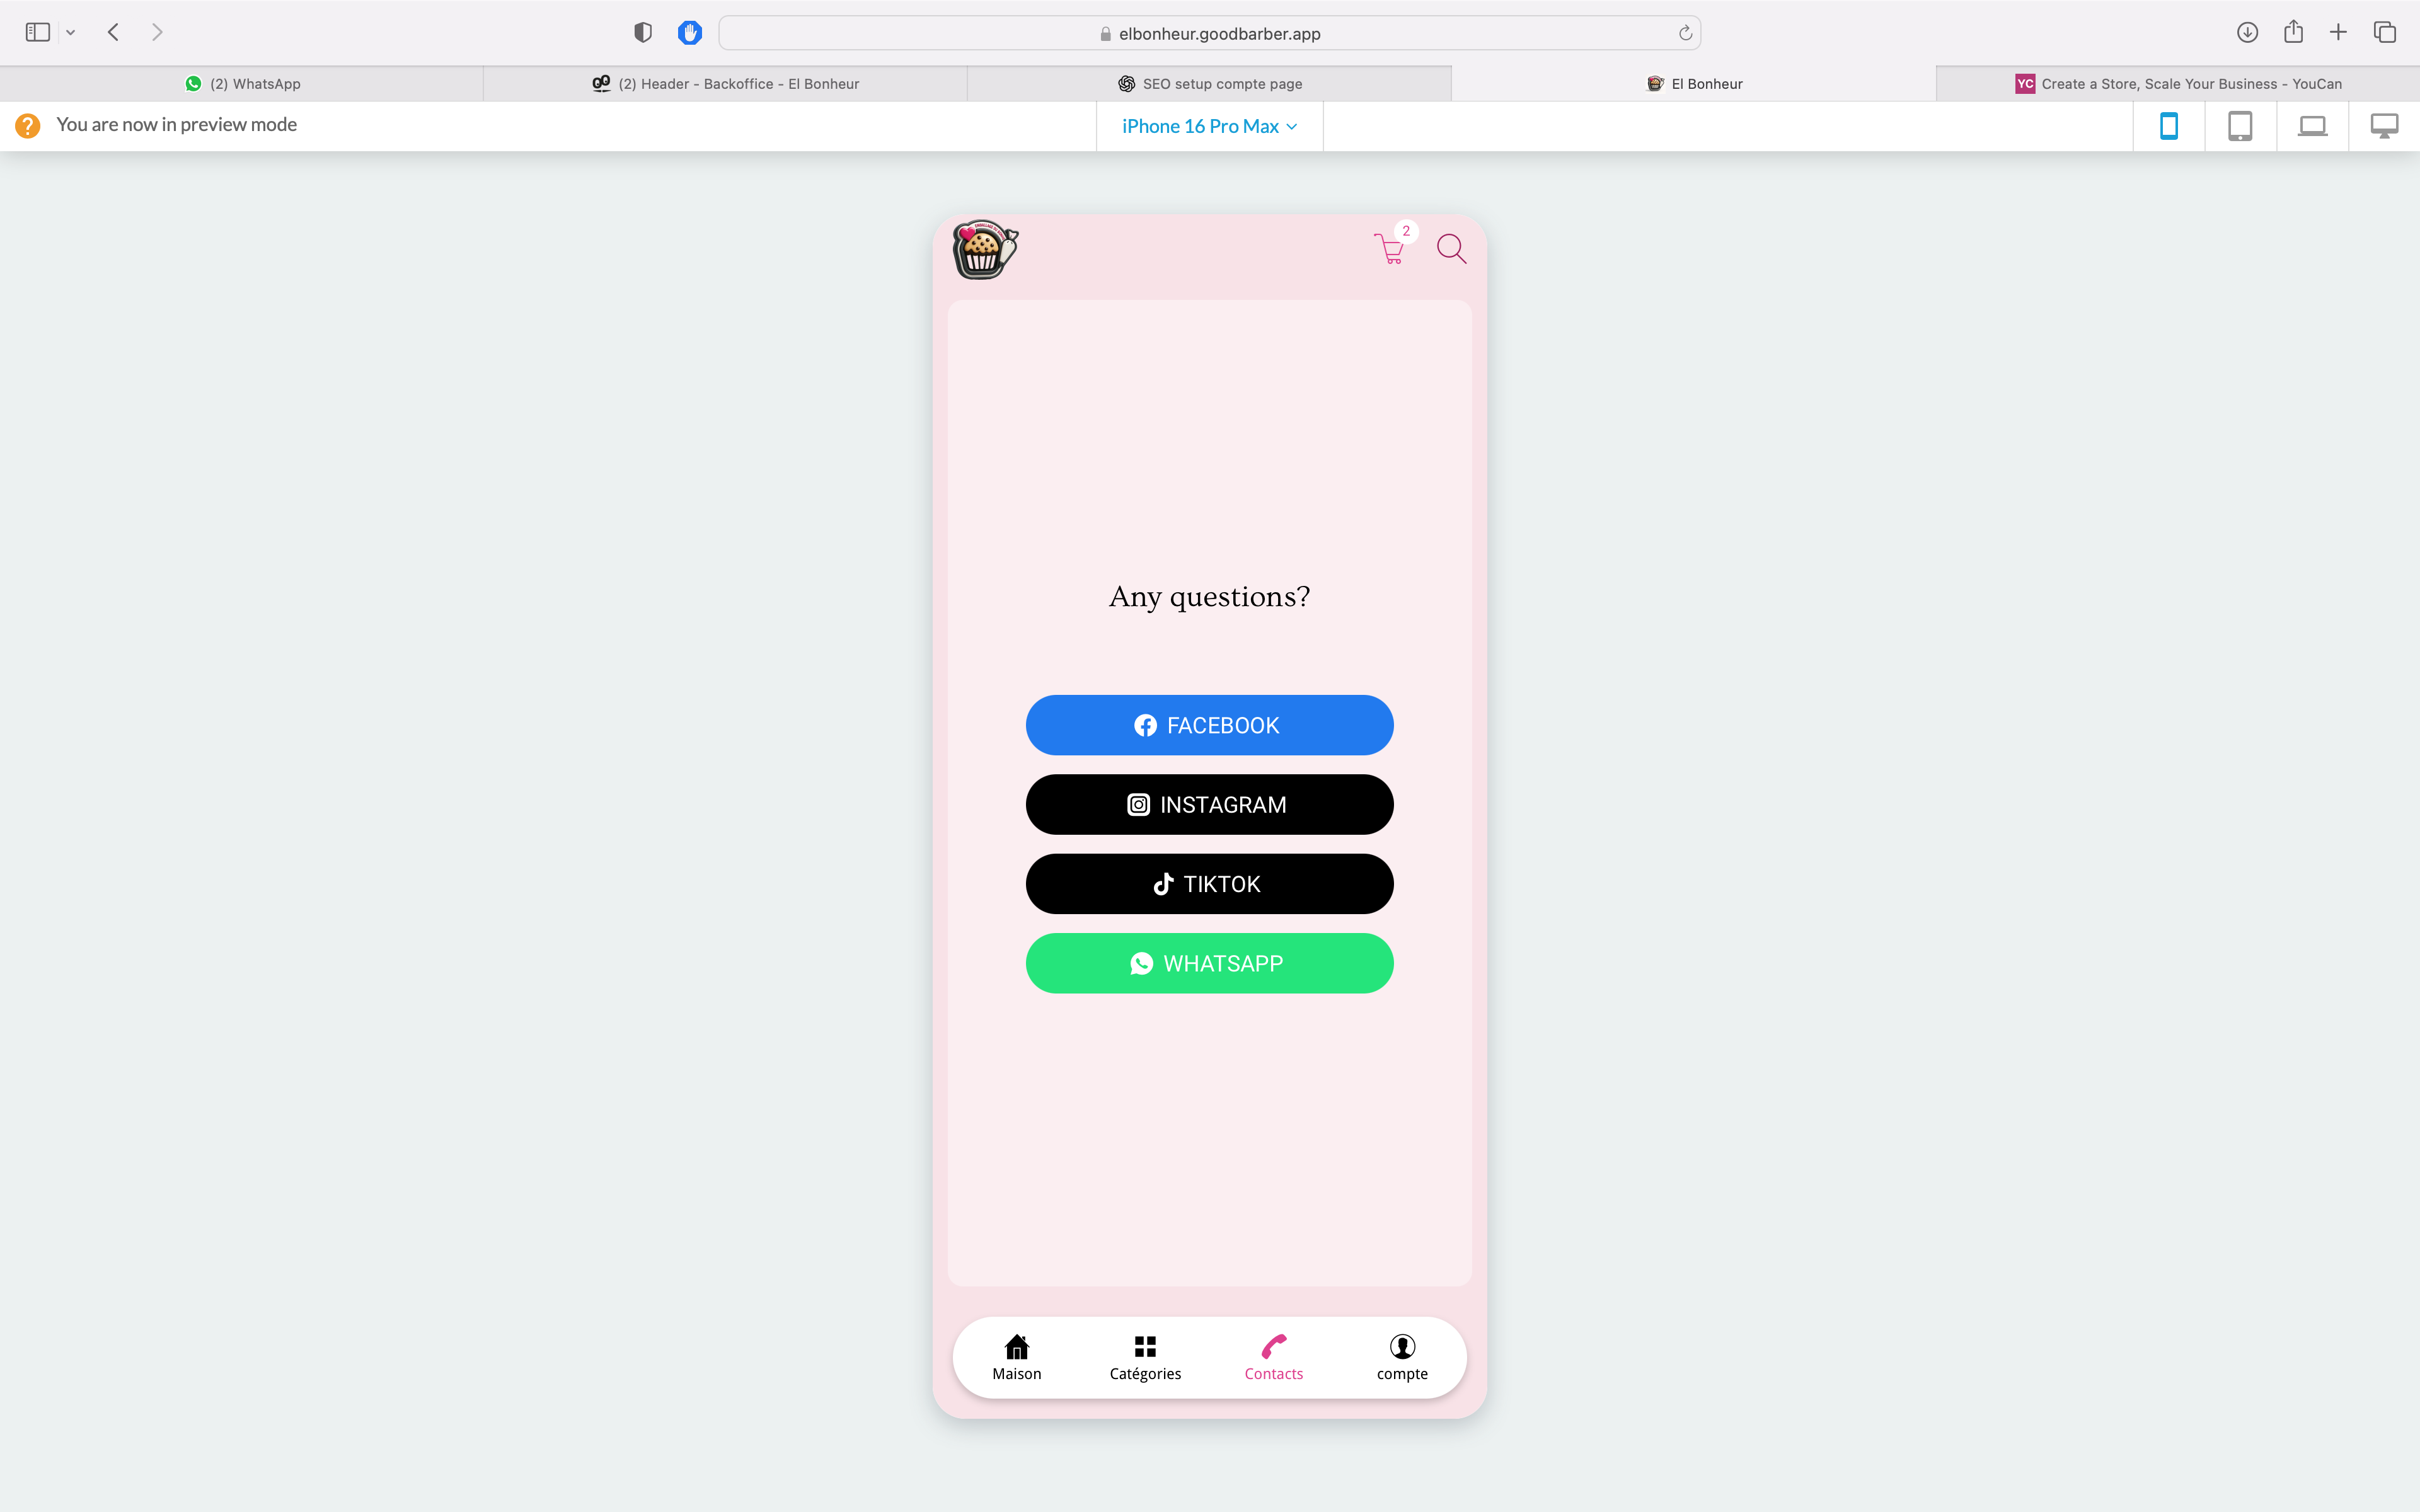 elbonheur.goodbarber.app
(2) WhatsApp
(2) Header - Backoffice - El Bonheur
SEO setup compte page
El Bonheur
YC Create a Store, Scale Your Business - YouCan
? You are now in preview mode
iPhone 16 Pro Max
2
Any questions?
FACEBOOK
INSTAGRAM
TIKTOK
WHATSAPP
Maison
Catégories
Contacts
compte